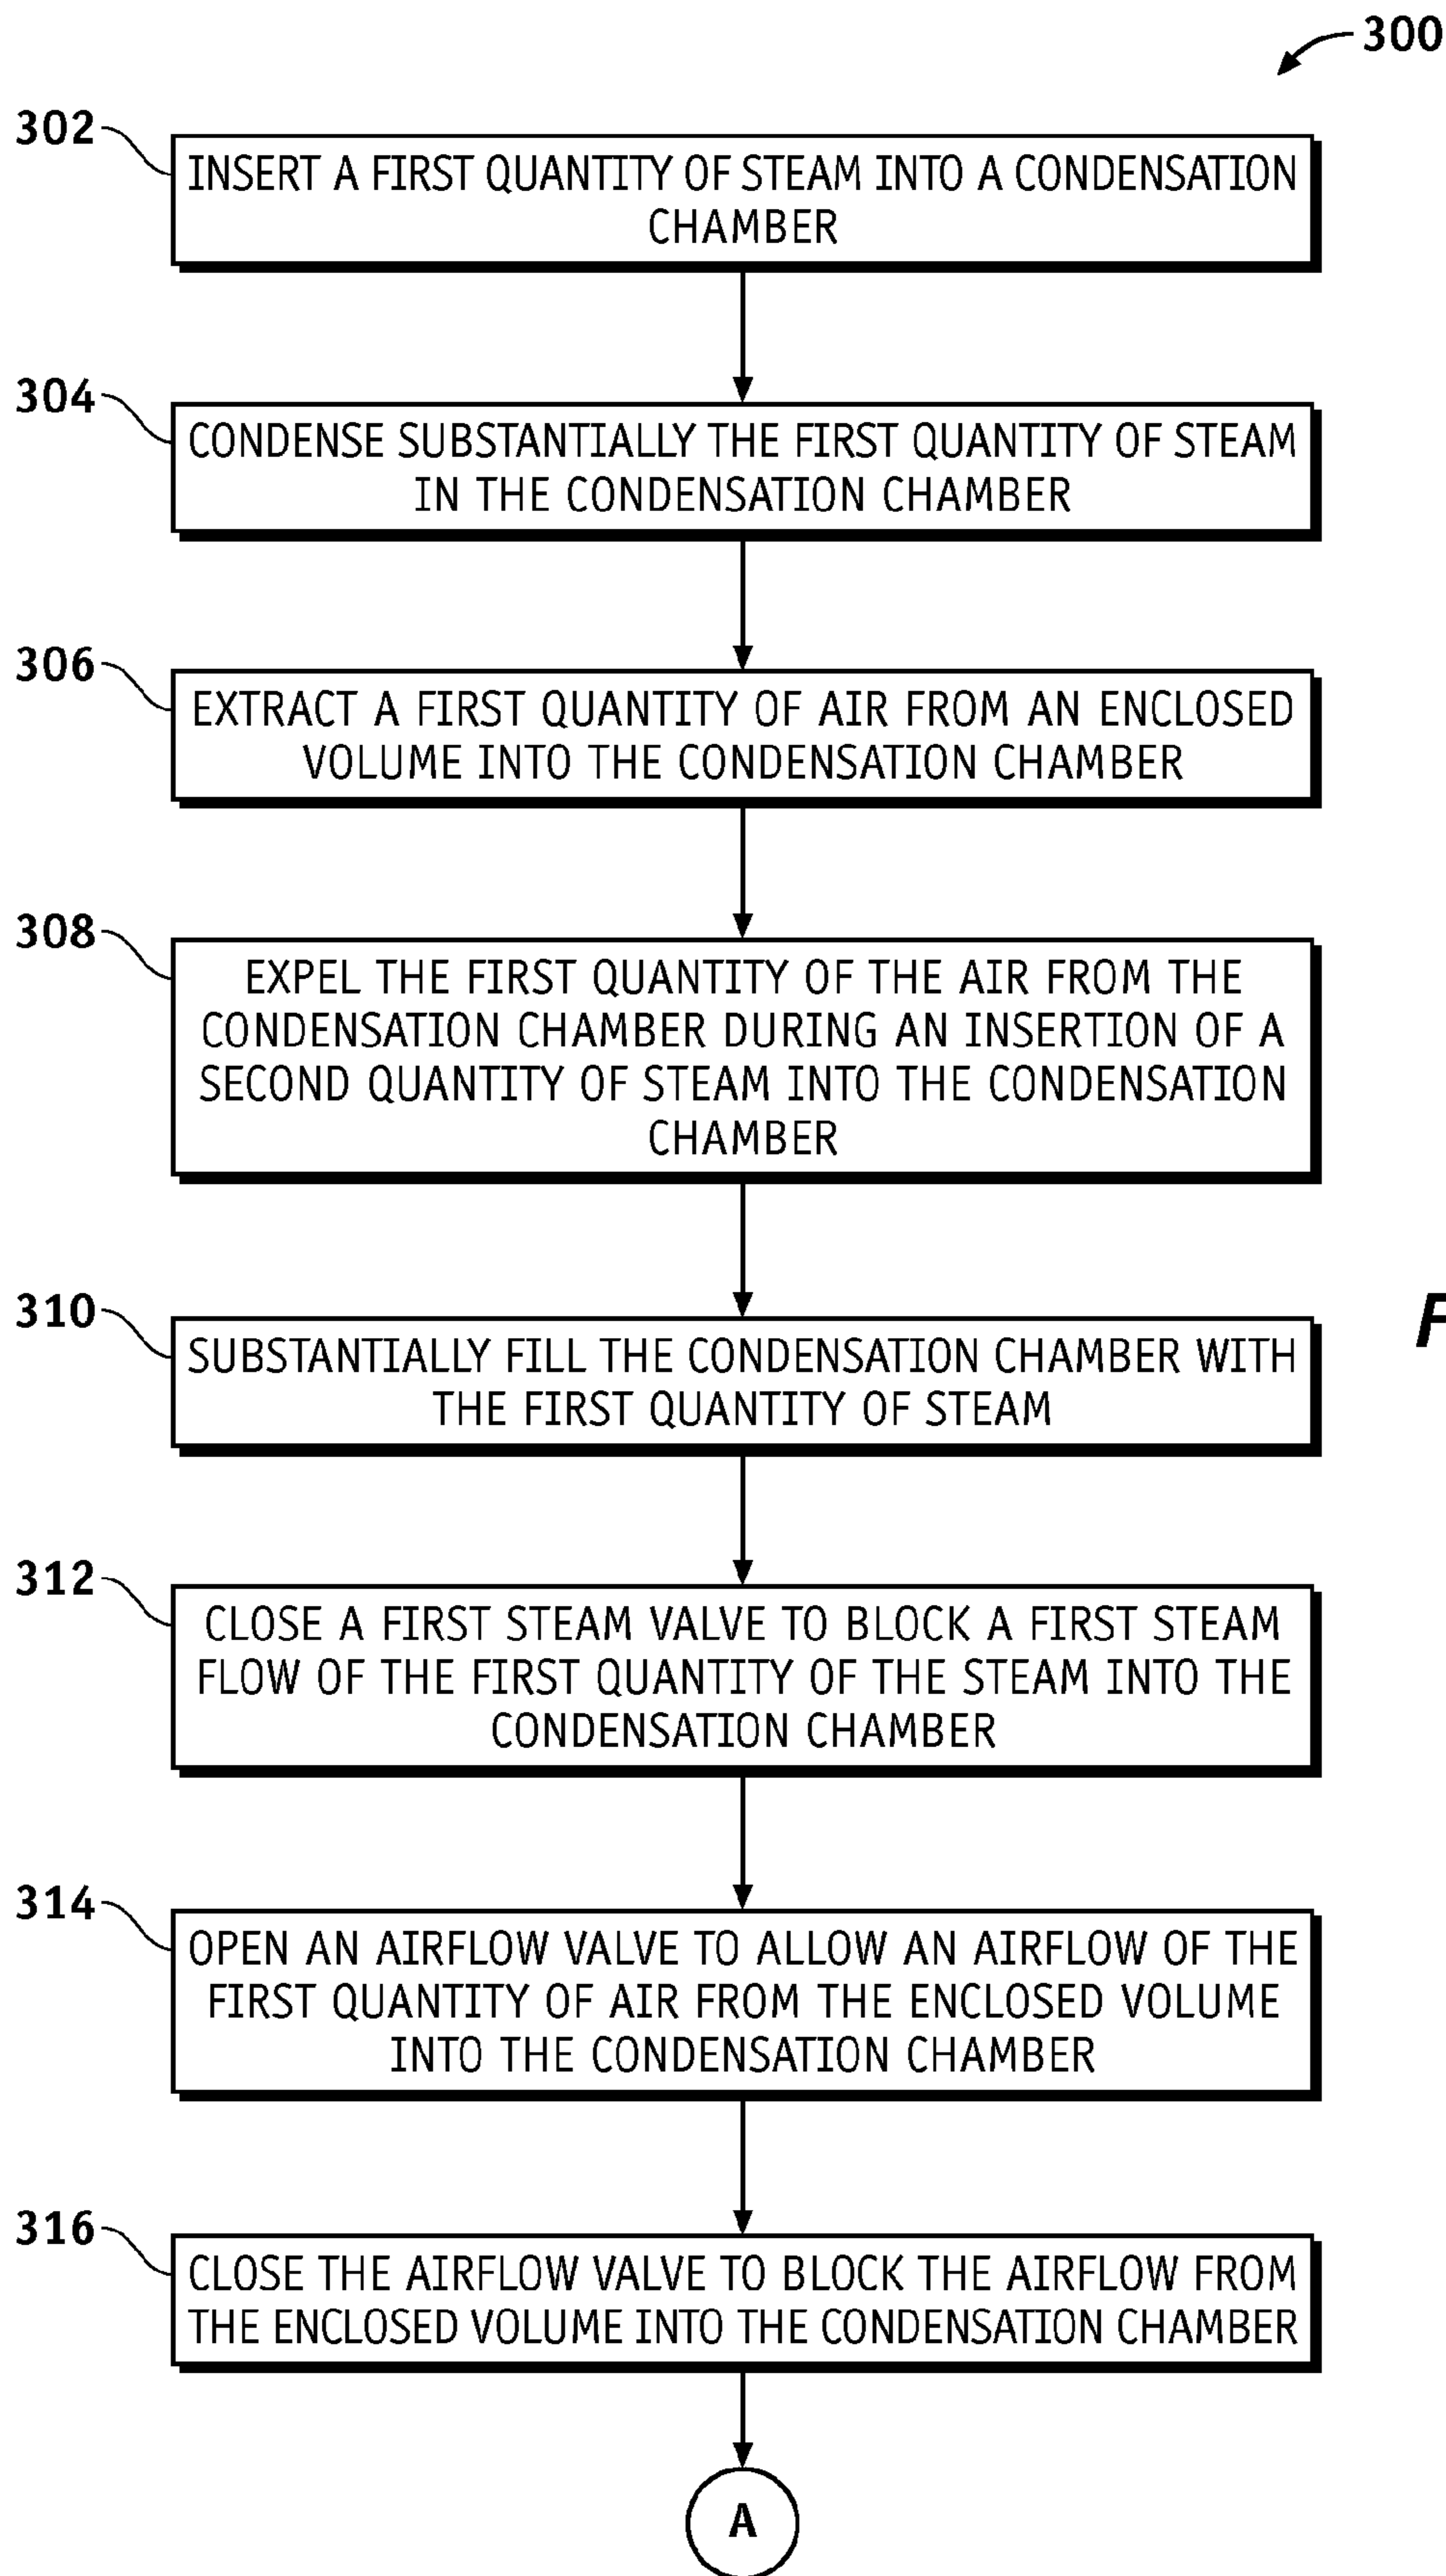 300
302
INSERT A FIRST QUANTITY OF STEAM INTO A CONDENSATION
CHAMBER
304
CONDENSE SUBSTANTIALLY THE FIRST QUANTITY OF STEAM
IN THE CONDENSATION CHAMBER
306
EXTRACT A FIRST QUANTITY OF AIR FROM AN ENCLOSED
VOLUME INTO THE CONDENSATION CHAMBER
308
EXPEL THE FIRST QUANTITY OF THE AIR FROM THE
CONDENSATION CHAMBER DURING AN INSERTION OF A
SECOND QUANTITY OF STEAM INTO THE CONDENSATION
CHAMBER
310
SUBSTANTIALLY FILL THE CONDENSATION CHAMBER WITH
THE FIRST QUANTITY OF STEAM
F
312
CLOSE A FIRST STEAM VALVE TO BLOCK A FIRST STEAM
FLOW OF THE FIRST QUANTITY OF THE STEAM INTO THE
CONDENSATION CHAMBER
314
OPEN AN AIRFLOW VALVE TO ALLOW AN AIRFLOW OF THE
FIRST QUANTITY OF AIR FROM THE ENCLOSED VOLUME
INTO THE CONDENSATION CHAMBER
316
CLOSE THE AIRFLOW VALVE TO BLOCK THE AIRFLOW FROM
THE ENCLOSED VOLUME INTO THE CONDENSATION CHAMBER
A